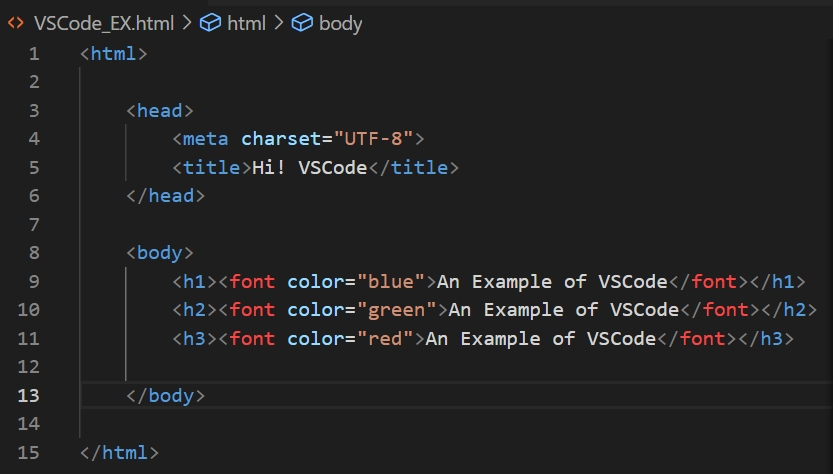 <> VSCode_EX.html > html > body
1 <html>
2
3     <head>
4         <meta charset="UTF-8">
5         <title>Hi! VSCode</title>
6     </head>
7
8     <body>
9         <h1><font color="blue">An Example of VSCode</font></h1>
10         <h2><font color="green">An Example of VSCode</font></h2>
11         <h3><font color="red">An Example of VSCode</font></h3>
12
13     </body>
14
15 </html>